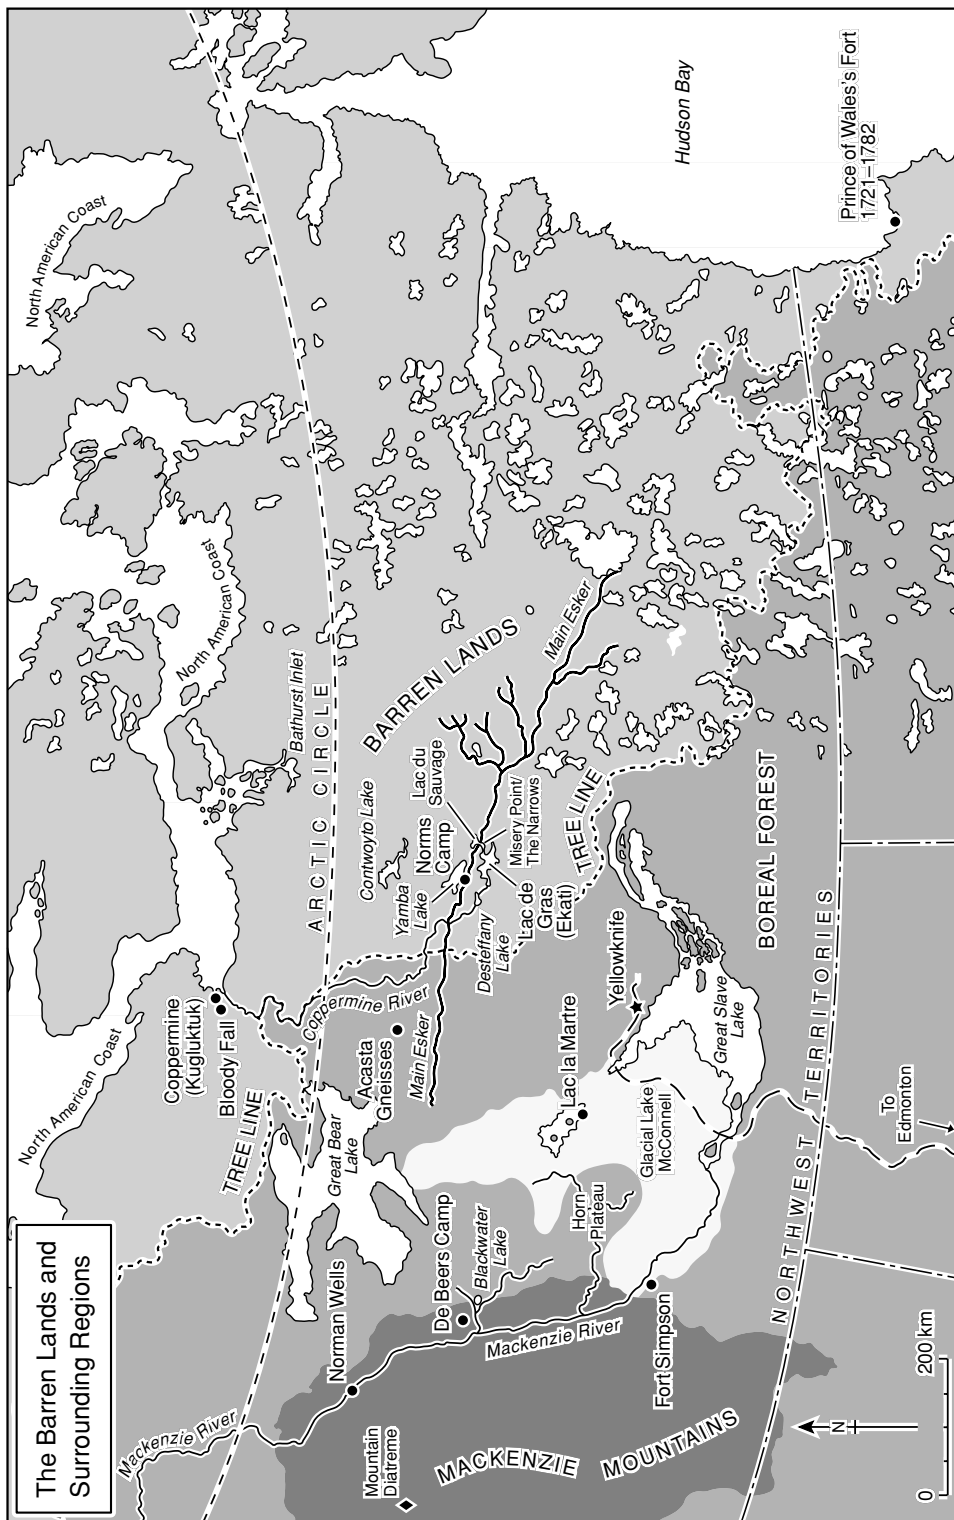 The Barren Lands and
Surrounding Regions
North American Coast
North American Coast
North American Coast
Hudson Bay
Prince of Wales's Fort
1721–1782
Bathurst Inlet
ARCTIC CIRCLE
Coppermine
(Kugluktuk)
Bloody Fall
TREE LINE
Great Bear
Lake
Coppermine River
Acasta
Gneisses
Main Esker
Contwoyto Lake
Yamba
Lake
Norms
Camp
Lac du
Sauvage
BARREN LANDS
Main Esker
Misery Point/
The Narrows
Lac de
Gras
(Ekati)
Desteffany
Lake
TREE LINE
Yellowknife
Lac la Martre
Great Slave
Lake
BOREAL FOREST
Glacial Lake
McConnell
Horn
Plateau
Blackwater
Lake
De Beers Camp
Norman Wells
Mackenzie River
Mackenzie River
Fort Simpson
Mountain
Diatreme
MACKENZIE MOUNTAINS
NORTHWEST TERRITORIES
To
Edmonton
N
0 200 km